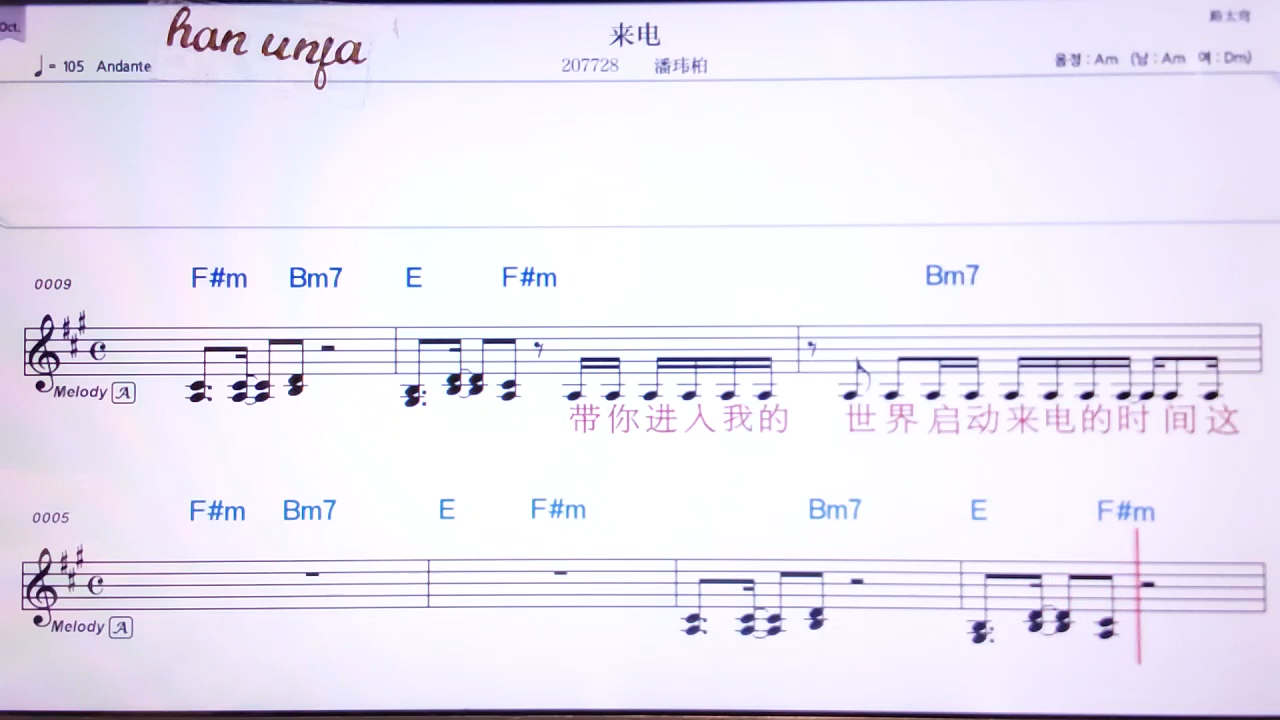 Oct.
han unfa
来电
♩= 105 Andante
207728 潘玮柏
음정 : Am (남 : Am 여 : Dm)
F#m Bm7 E F#m Bm7
0009
Melody A
带你进入我的 世界启动来电的时间这
F#m Bm7 E F#m Bm7 E F#m
0005
Melody A